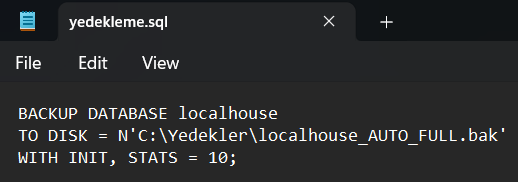 yedekleme.sql
File Edit View
BACKUP DATABASE localhouse
TO DISK = N'C:\Yedekler\localhouse_AUTO_FULL.bak'
WITH INIT, STATS = 10;